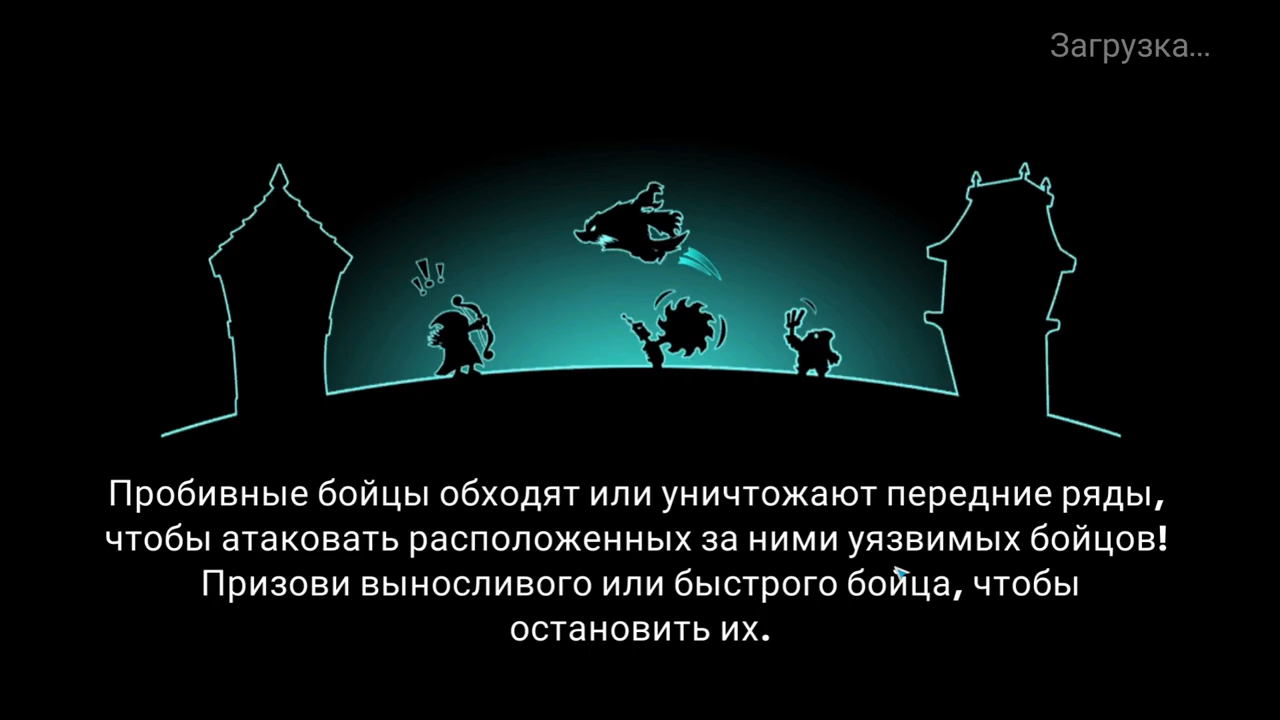 Загрузка...
Пробивные бойцы обходят или уничтожают передние ряды,
чтобы атаковать расположенных за ними уязвимых бойцов!
Призови выносливого или быстрого бойца, чтобы
остановить их.